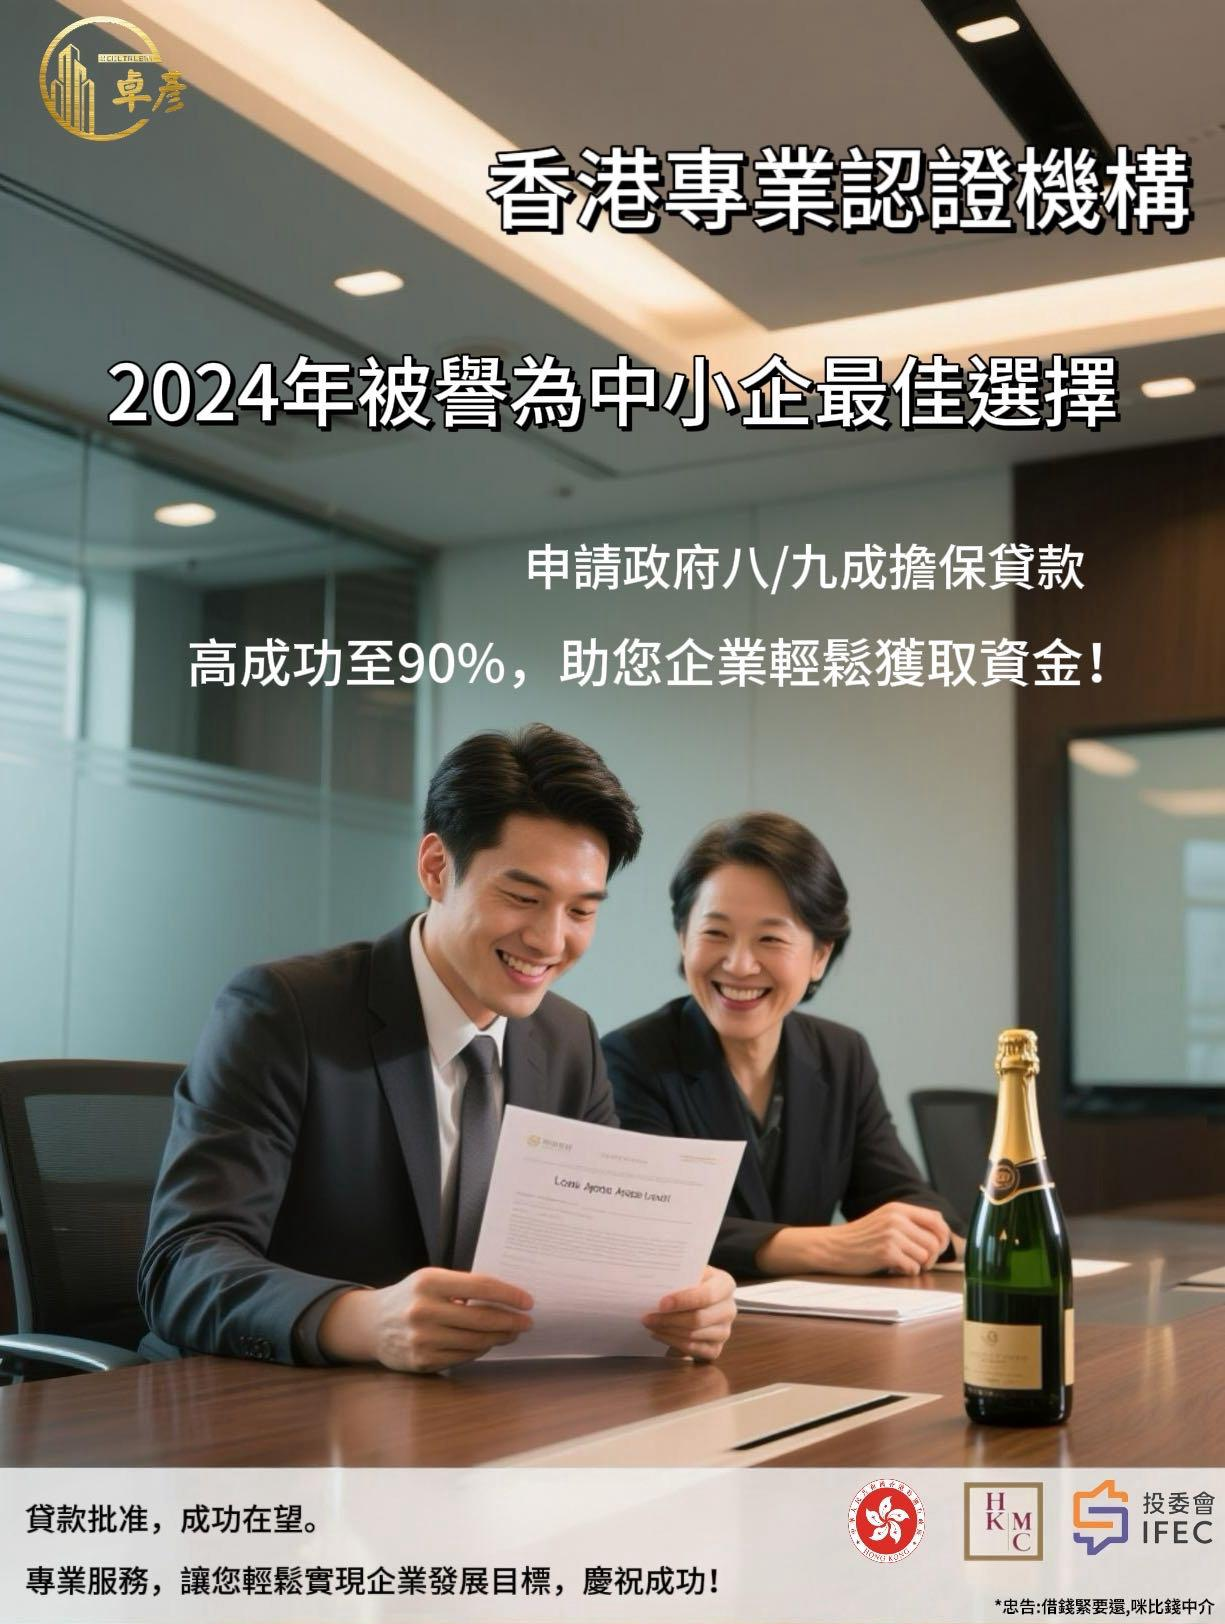 卓彦
香港專業認證機構
2024年被譽為中小企最佳選擇
申請政府八/九成擔保貸款
高成功至90%，助您企業輕鬆獲取資金！
貸款批准，成功在望。
專業服務，讓您輕鬆實現企業發展目標，慶祝成功！
HONG KONG
HK
MC
投委會
IFEC
*忠告:借錢緊要還,咪比錢中介